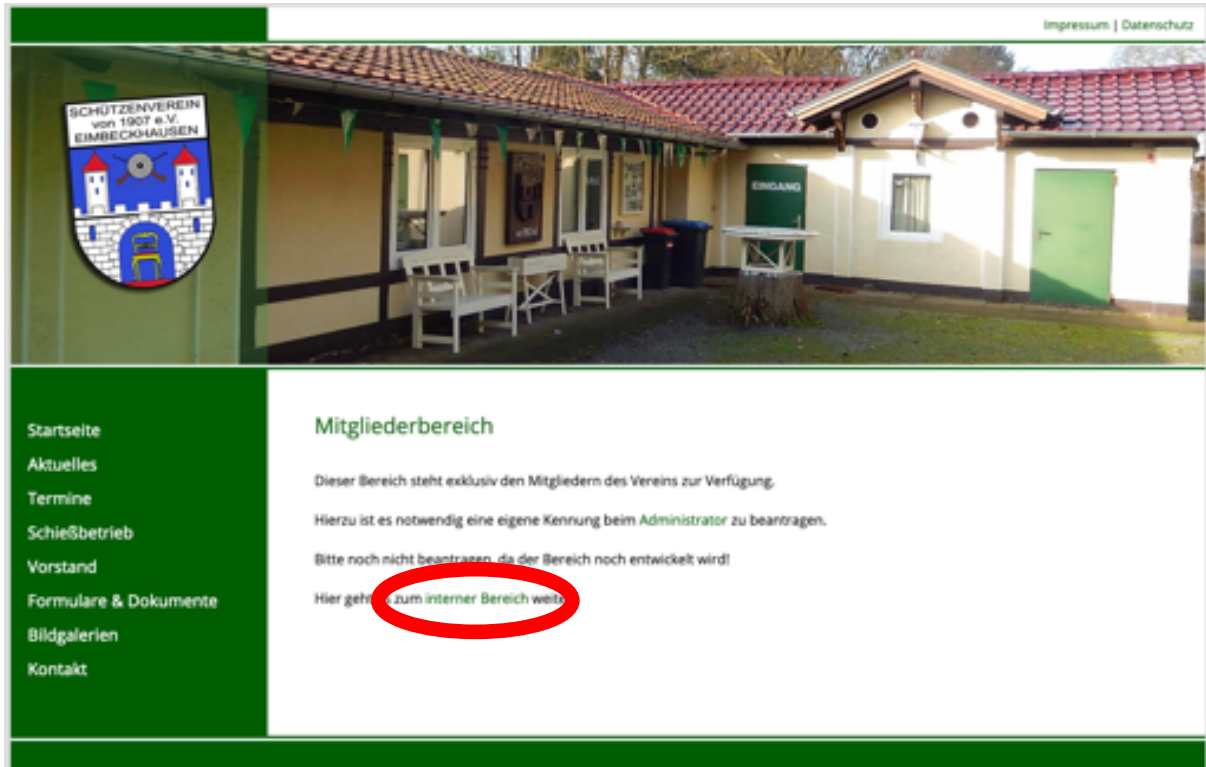 Impressum | Datenschutz
SCHÜTZENVEREIN
von 1907 e.V.
EIMBECKHAUSEN
EINGANG
Startseite
Aktuelles
Termine
Schießbetrieb
Vorstand
Formulare & Dokumente
Bildgalerien
Kontakt
Mitgliederbereich
Dieser Bereich steht exklusiv den Mitgliedern des Vereins zur Verfügung.
Hierzu ist es notwendig eine eigene Kennung beim Administrator zu beantragen.
Bitte noch nicht beantragen, da der Bereich noch entwickelt wird!
Hier geht zum interner Bereich weite